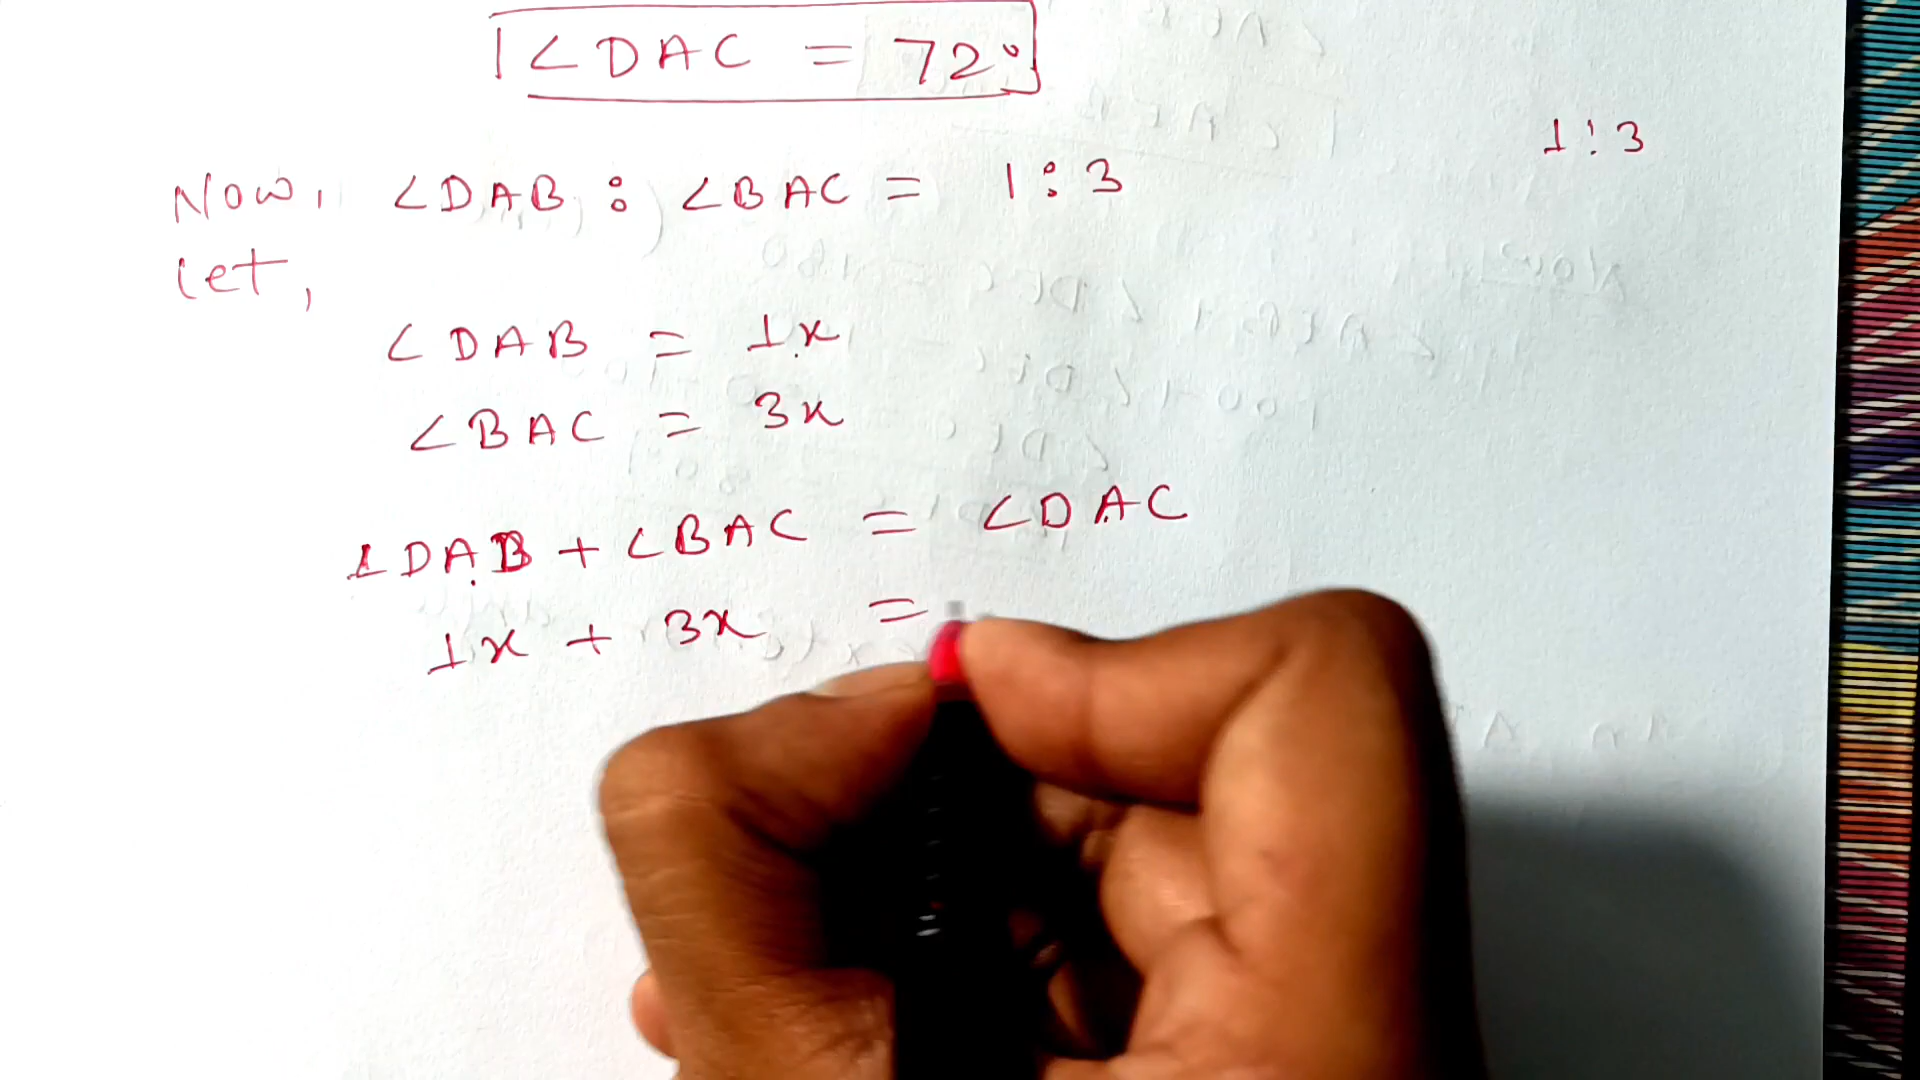 ∠DAC = 72°
1:3
Now, ∠DAB : ∠BAC = 1:3
let,
∠DAB = 1x
∠BAC = 3x
∠DAB + ∠BAC = ∠DAC
1x + 3x =